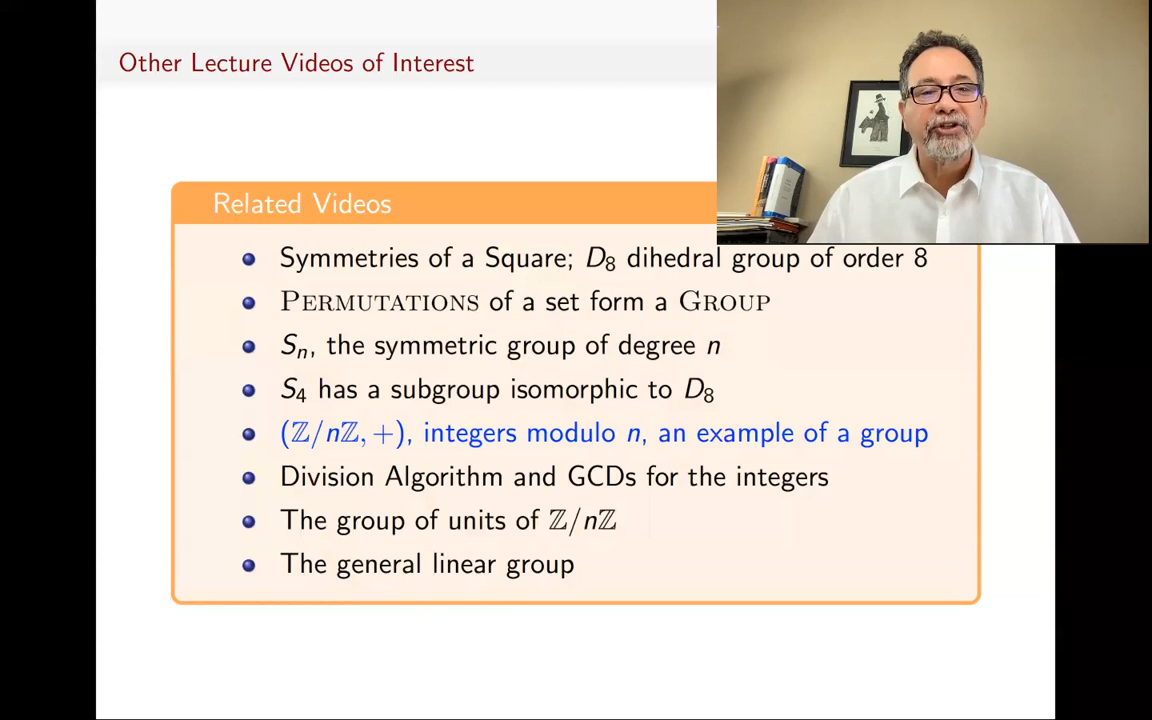 Other Lecture Videos of Interest
Related Videos
Symmetries of a Square; D₈ dihedral group of order 8
PERMUTATIONS of a set form a GROUP
Sₙ, the symmetric group of degree n
S₄ has a subgroup isomorphic to D₈
(ℤ/nℤ, +), integers modulo n, an example of a group
Division Algorithm and GCDs for the integers
The group of units of ℤ/nℤ
The general linear group